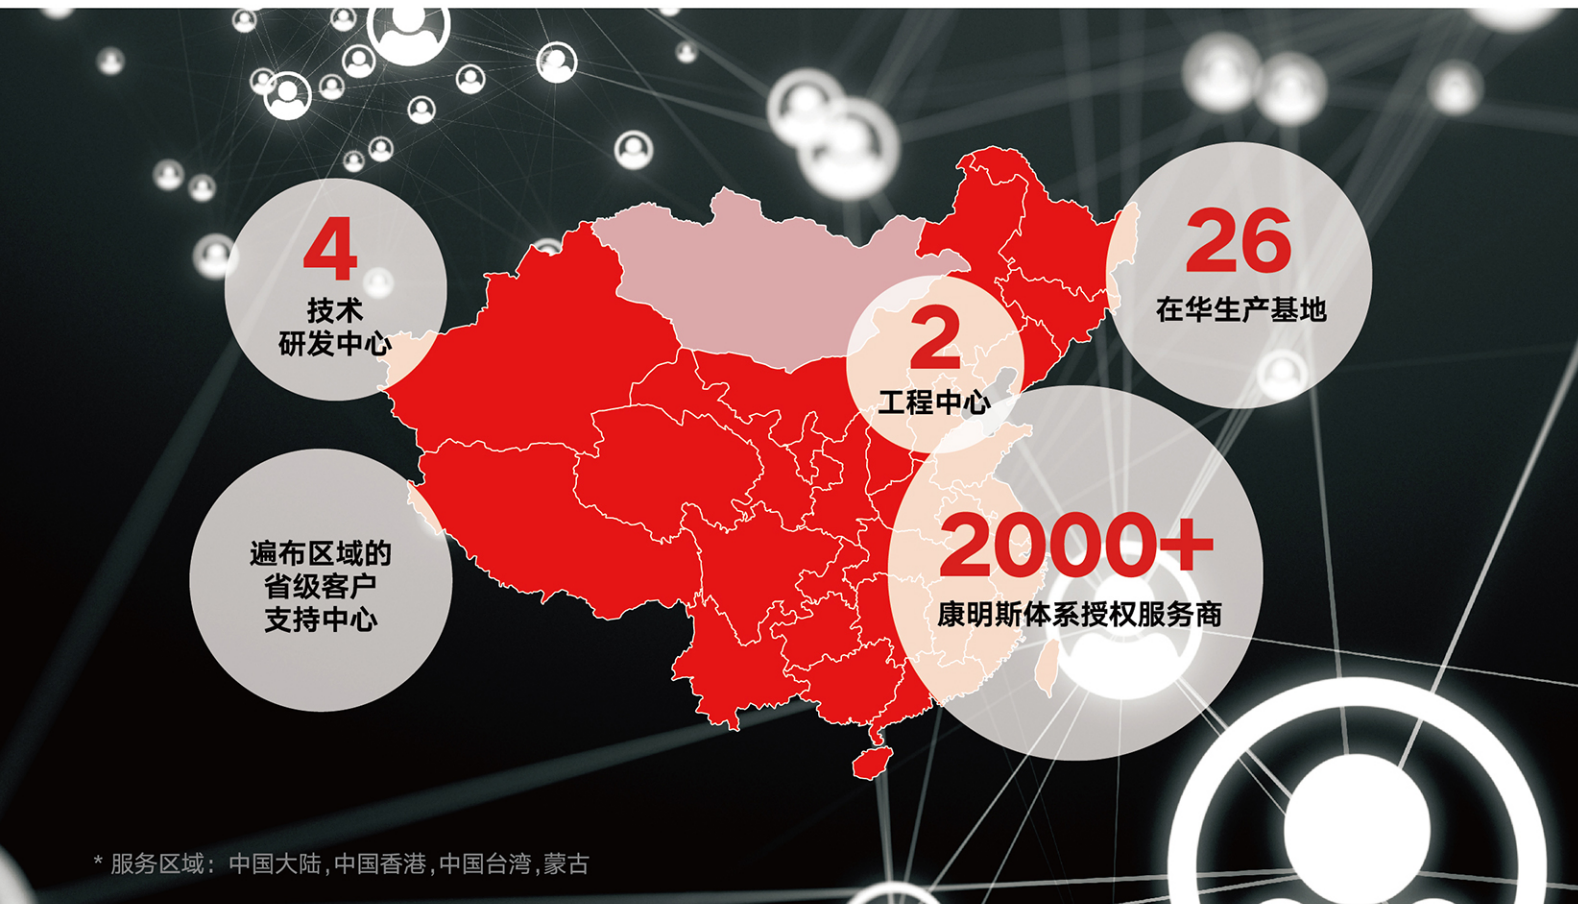 4
技术
研发中心
26
在华生产基地
2
工程中心
遍布区域的
省级客户
支持中心
2000+
康明斯体系授权服务商
* 服务区域：中国大陆,中国香港,中国台湾,蒙古